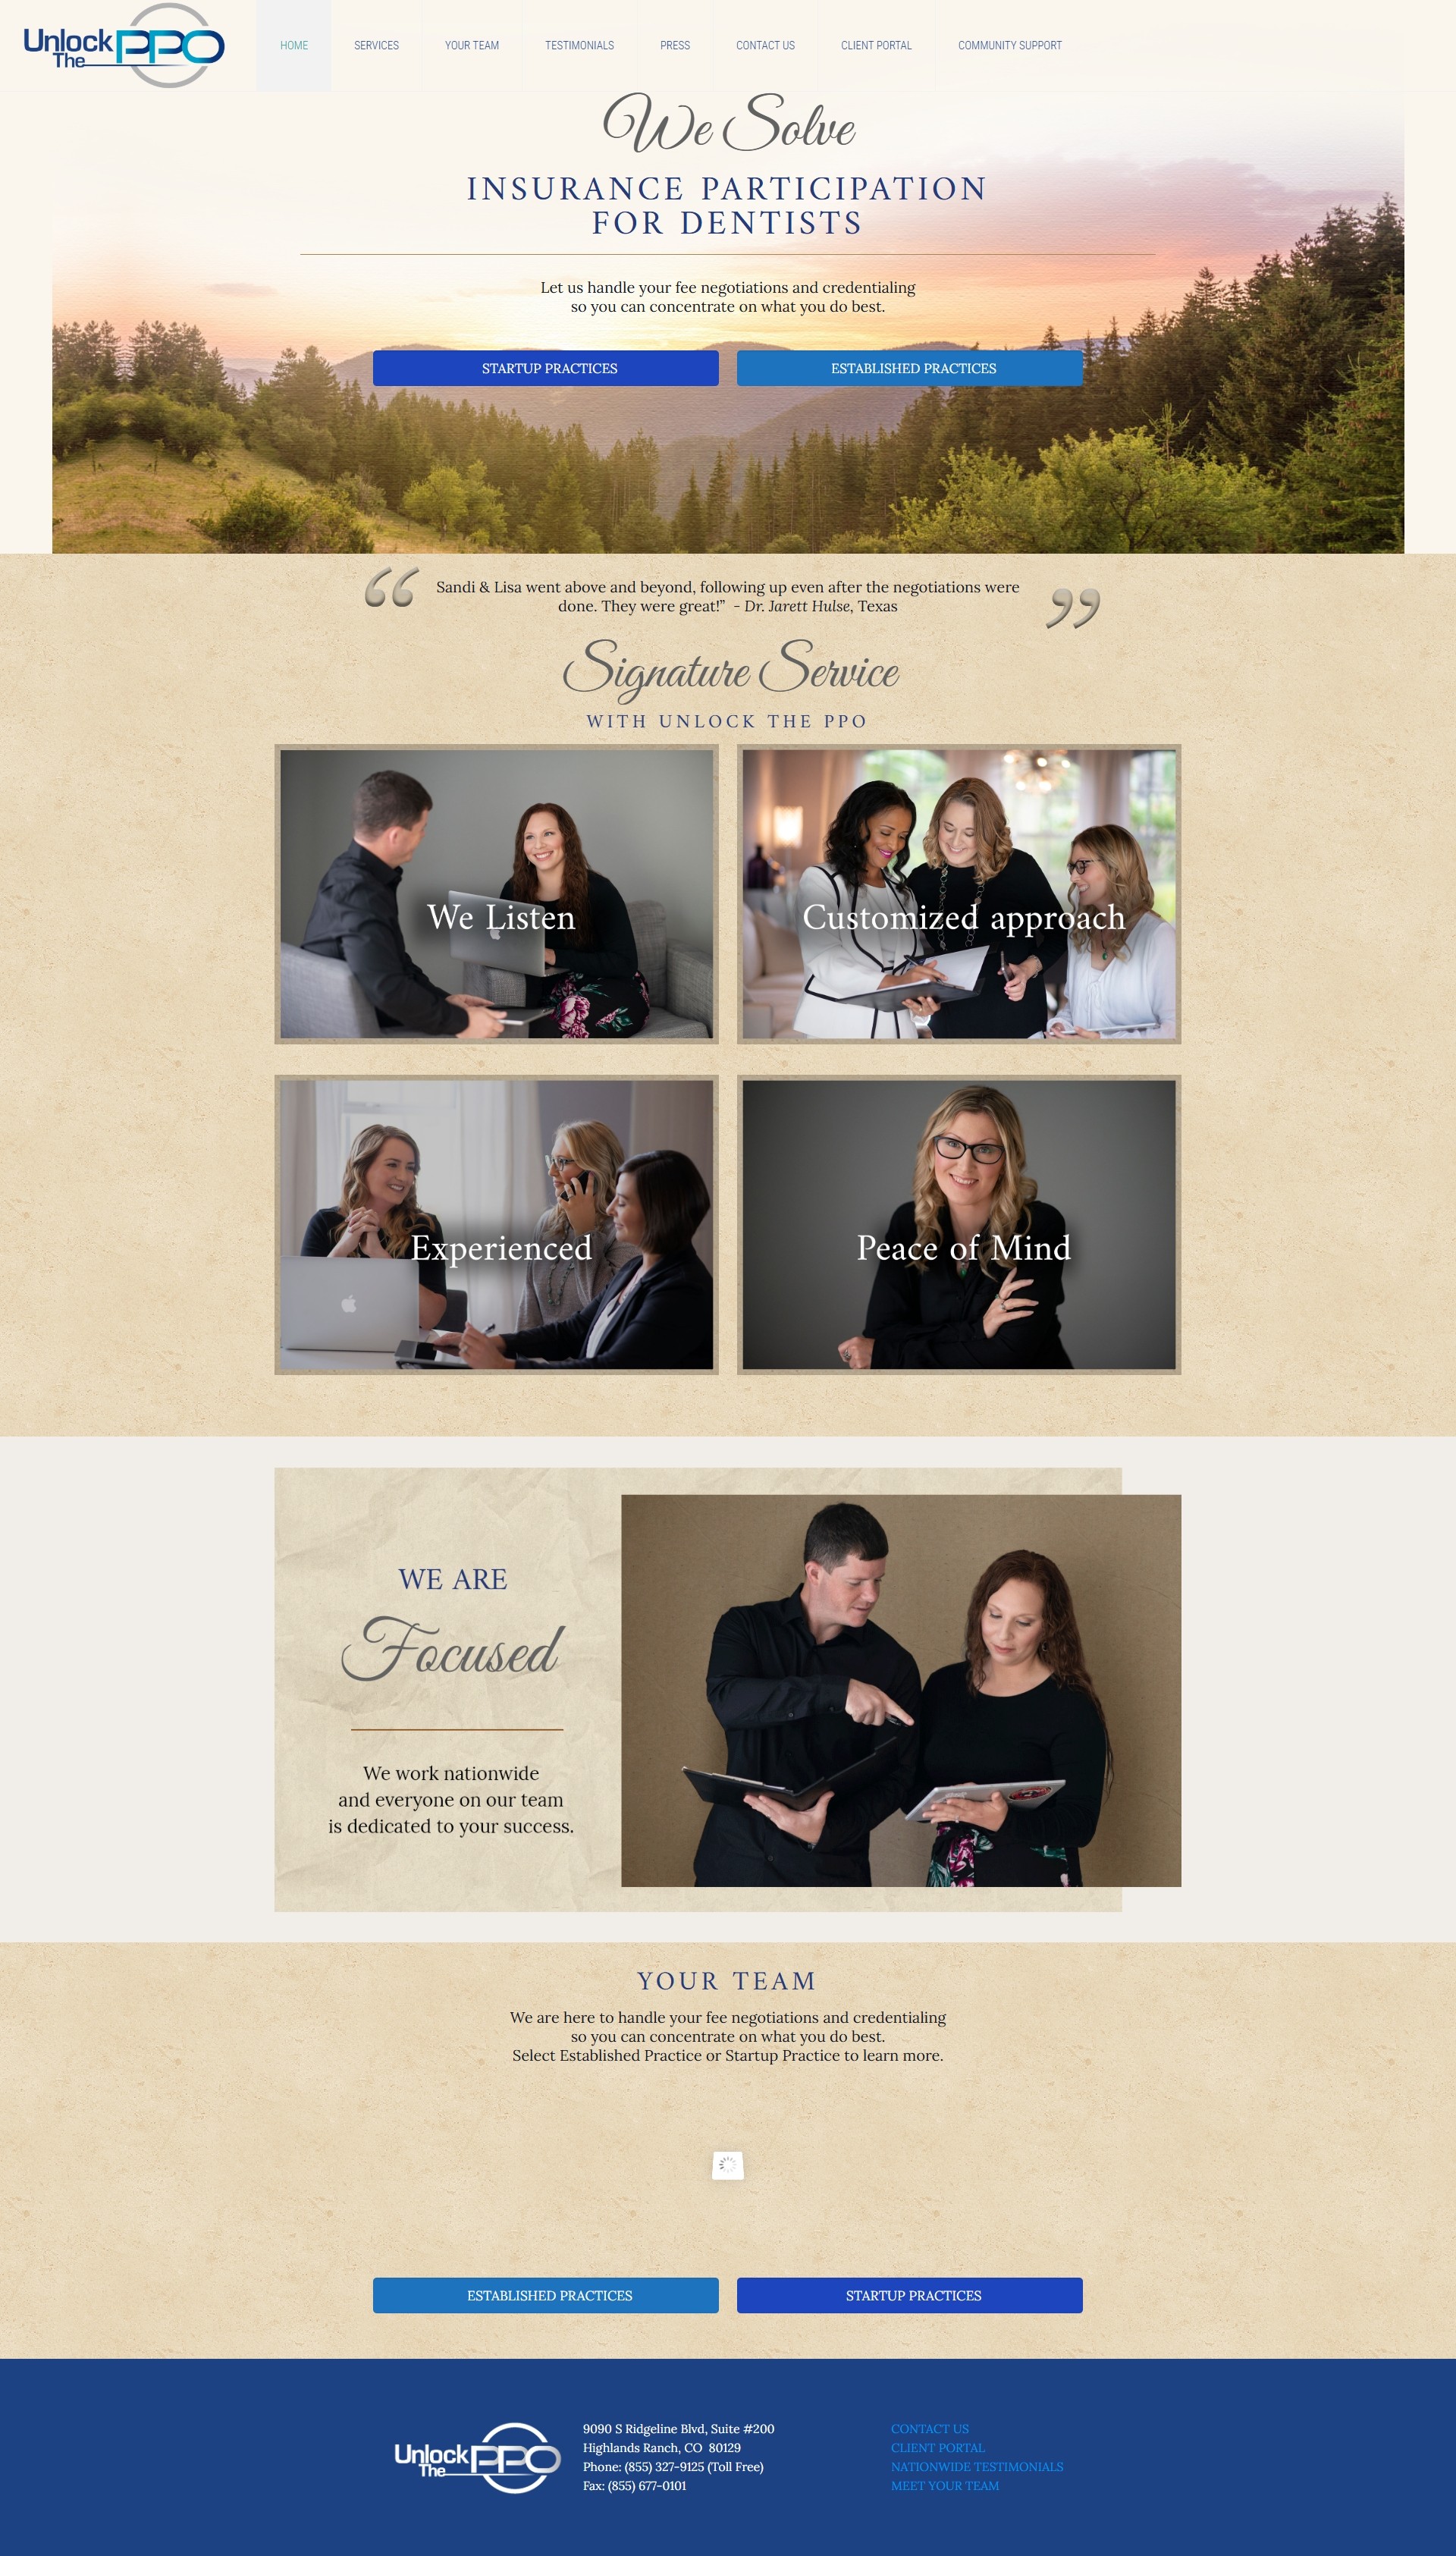 Unlock The PPO
HOME
SERVICES
YOUR TEAM
TESTIMONIALS
PRESS
CONTACT US
CLIENT PORTAL
COMMUNITY SUPPORT
We Solve
INSURANCE PARTICIPATION
FOR DENTISTS
Let us handle your fee negotiations and credentialing
so you can concentrate on what you do best.
STARTUP PRACTICES
ESTABLISHED PRACTICES
“ Sandi & Lisa went above and beyond, following up even after the negotiations were ”
done. They were great!” - Dr. Jarett Hulse, Texas
Signature Service
WITH UNLOCK THE PPO
We Listen
Customized approach
Experienced
Peace of Mind
WE ARE
Focused
We work nationwide
and everyone on our team
is dedicated to your success.
YOUR TEAM
We are here to handle your fee negotiations and credentialing
so you can concentrate on what you do best.
Select Established Practice or Startup Practice to learn more.
ESTABLISHED PRACTICES
STARTUP PRACTICES
Unlock The PPO
9090 S Ridgeline Blvd, Suite #200
Highlands Ranch, CO 80129
Phone: (855) 327-9125 (Toll Free)
Fax: (855) 677-0101
CONTACT US
CLIENT PORTAL
NATIONWIDE TESTIMONIALS
MEET YOUR TEAM